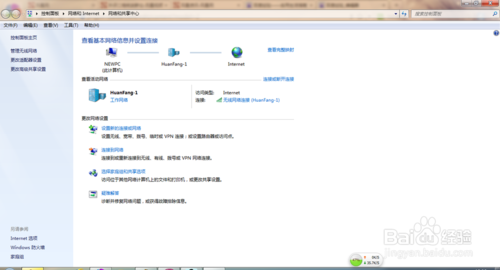 控制面板 ▸ 网络和 Internet ▸ 网络和共享中心
搜索控制面板
文件(F) 编辑(E) 查看(V) 工具(T) 帮助(H)
控制面板主页
管理无线网络
更改适配器设置
更改高级共享设置
查看基本网络信息并设置连接
查看完整映射
NEWPC
(此计算机)
HuanFang-1
Internet
查看活动网络
连接或断开连接
HuanFang-1
工作网络
访问类型: Internet
连接: 无线网络连接 (HuanFang-1)
更改网络设置
设置新的连接或网络
设置无线、宽带、拨号、临时或 VPN 连接；或设置路由器或访问点。
连接到网络
连接到或重新连接到无线、有线、拨号或 VPN 网络连接。
选择家庭组和共享选项
访问位于其他网络计算机上的文件和打印机，或更改共享设置。
疑难解答
诊断并修复网络问题，或获得故障排除信息。
另请参阅
Internet 选项
Windows 防火墙
家庭组
Baidu 经验
jingyan.baidu.com